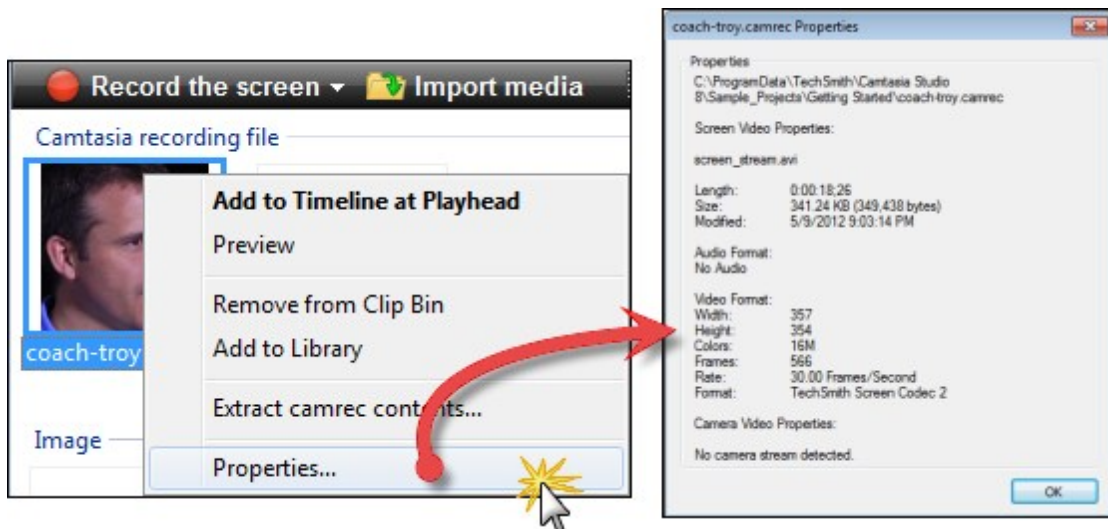 Record the screen
Import media
Camtasia recording file
coach-troy
Add to Timeline at Playhead
Preview
Remove from Clip Bin
Add to Library
Extract camrec contents...
Properties...
Image
coach-troy.camrec Properties
Properties
C:\ProgramData\TechSmith\Camtasia Studio
8\Sample_Projects\Getting Started\coach-troy.camrec
Screen Video Properties:
screen_stream.avi
Length: 0:00:18;26
Size: 341.24 KB (349,438 bytes)
Modified: 5/9/2012 9:03:14 PM
Audio Format:
No Audio
Video Format:
Width: 357
Height: 354
Colors: 16M
Frames: 566
Rate: 30.00 Frames/Second
Format: TechSmith Screen Codec 2
Camera Video Properties:
No camera stream detected.
OK